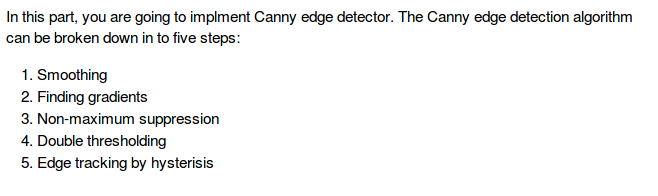 In this part, you are going to implment Canny edge detector. The Canny edge detection algorithm
can be broken down in to five steps:
1. Smoothing
2. Finding gradients
3. Non-maximum suppression
4. Double thresholding
5. Edge tracking by hysterisis